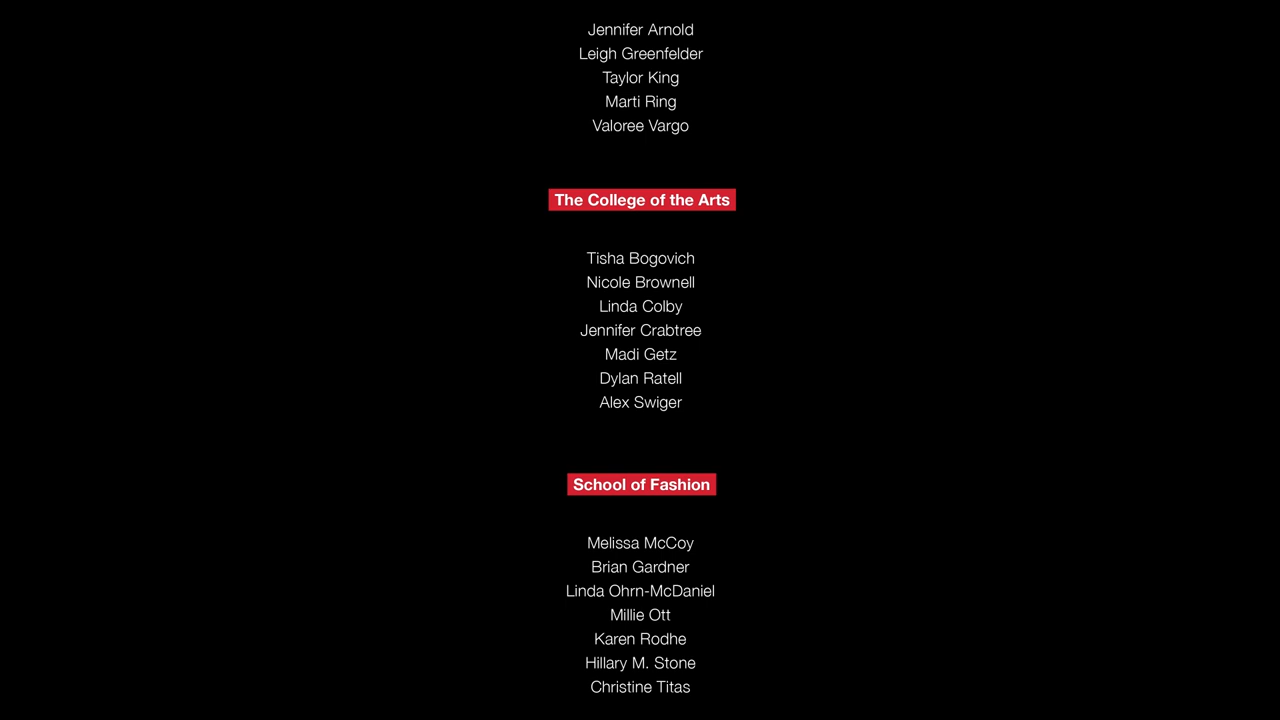 Jennifer Arnold
Leigh Greenfelder
Taylor King
Marti Ring
Valoree Vargo
The College of the Arts
Tisha Bogovich
Nicole Brownell
Linda Colby
Jennifer Crabtree
Madi Getz
Dylan Ratell
Alex Swiger
School of Fashion
Melissa McCoy
Brian Gardner
Linda Ohrn-McDaniel
Millie Ott
Karen Rodhe
Hillary M. Stone
Christine Titas